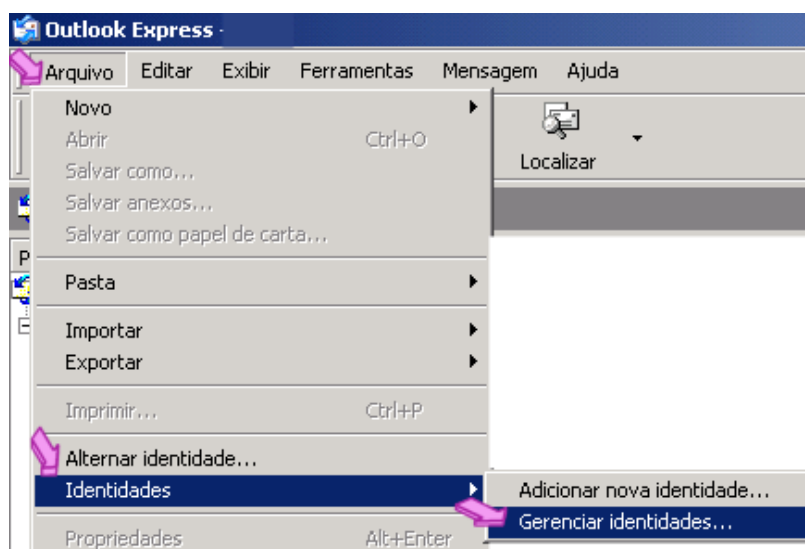 Outlook Express -
Arquivo Editar Exibir Ferramentas Mensagem Ajuda
Novo
Abrir Ctrl+O
Localizar
Salvar como...
Salvar anexos...
Salvar como papel de carta...
P
Pasta
Importar
Exportar
Imprimir... Ctrl+P
Alternar identidade...
Identidades Adicionar nova identidade...
Gerenciar identidades...
Propriedades Alt+Enter